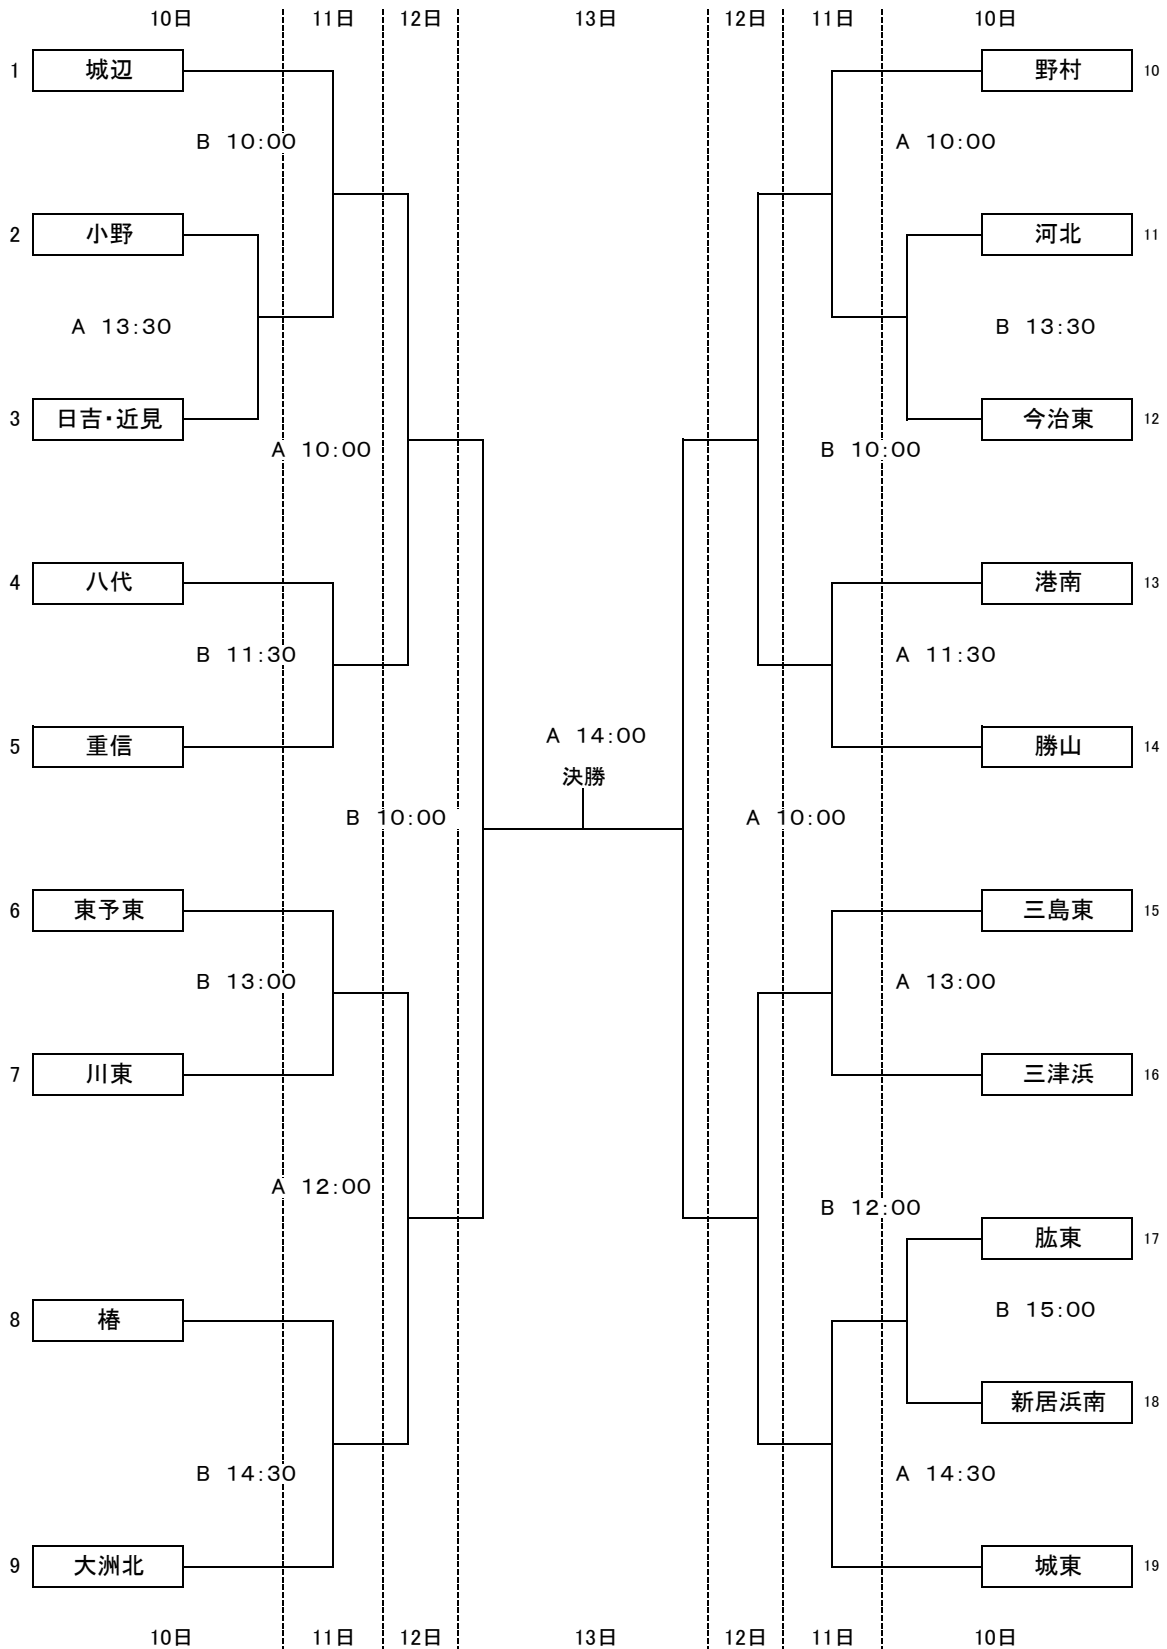 10日 11日 12日 13日 12日 11日 10日
1 城辺 野村 10
B 10:00 A 10:00
2 小野 河北 11
A 13:30 B 13:30
3 日吉・近見 今治東 12
A 10:00 B 10:00
4 八代 港南 13
B 11:30 A 11:30
5 重信 勝山 14
A 14:00
決勝
B 10:00 A 10:00
6 東予東 三島東 15
B 13:00 A 13:00
7 川東 三津浜 16
A 12:00 B 12:00
肱東 17
8 椿 B 15:00
新居浜南 18
B 14:30 A 14:30
9 大洲北 城東 19
10日 11日 12日 13日 12日 11日 10日